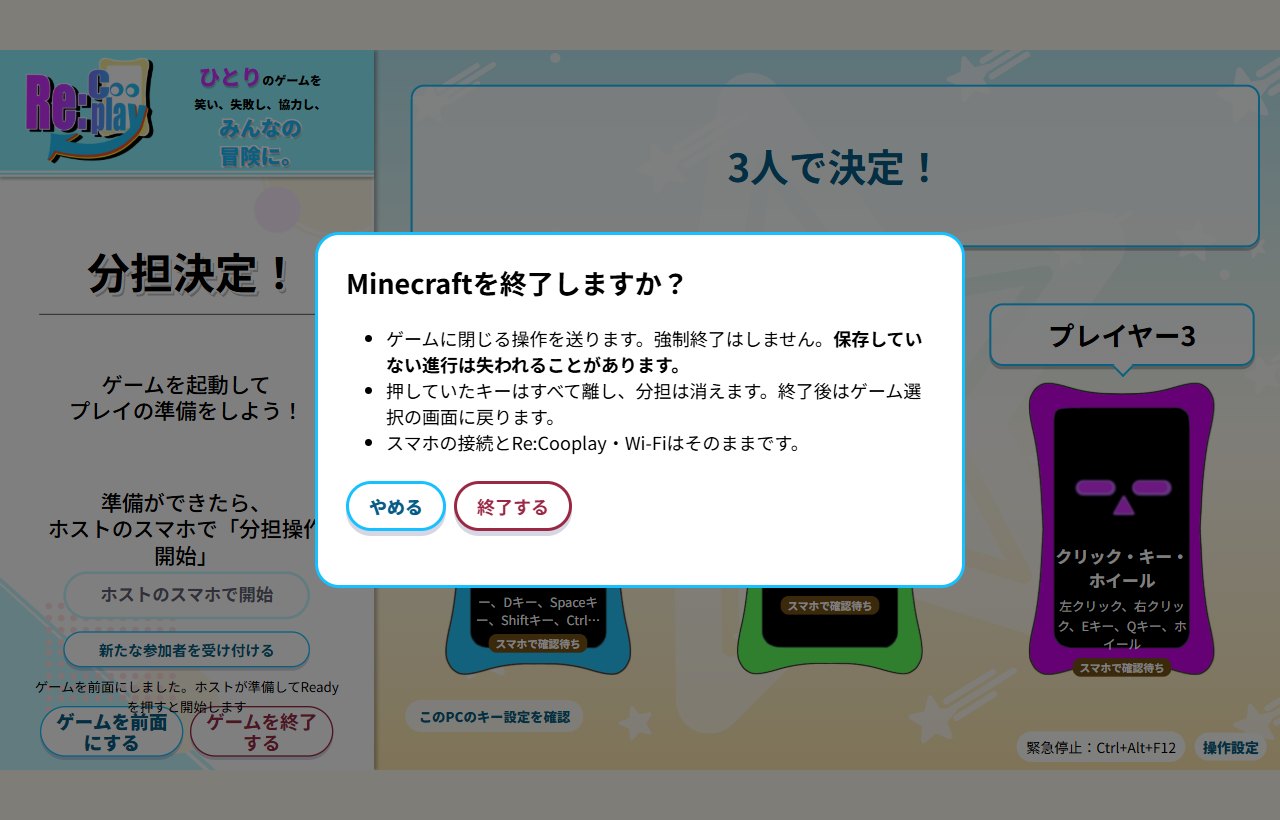 Re:Coo
play
ひとりのゲームを
笑い、失敗し、協力し、
みんなの
冒険に。
3人で決定！
分担決定！
ゲームを起動して
プレイの準備をしよう！
準備ができたら、
ホストのスマホで「分担操作
開始」
ホストのスマホで開始
新たな参加者を受け付ける
ゲームを前面にしました。ホストが準備してReady
を押すと開始します
ゲームを前面
にする
ゲームを終了
する
Minecraftを終了しますか？
ゲームに閉じる操作を送ります。強制終了はしません。保存してい
ない進行は失われることがあります。
押していたキーはすべて離し、分担は消えます。終了後はゲーム選
択の画面に戻ります。
スマホの接続とRe:Cooplay・Wi-Fiはそのままです。
やめる
終了する
ー、Dキー、Spaceキ
ー、Shiftキー、Ctrl…
スマホで確認待ち
スマホで確認待ち
プレイヤー3
クリック・キー・
ホイール
左クリック、右クリッ
ク、Eキー、Qキー、ホ
イール
スマホで確認待ち
このPCのキー設定を確認
緊急停止：Ctrl+Alt+F12
操作設定